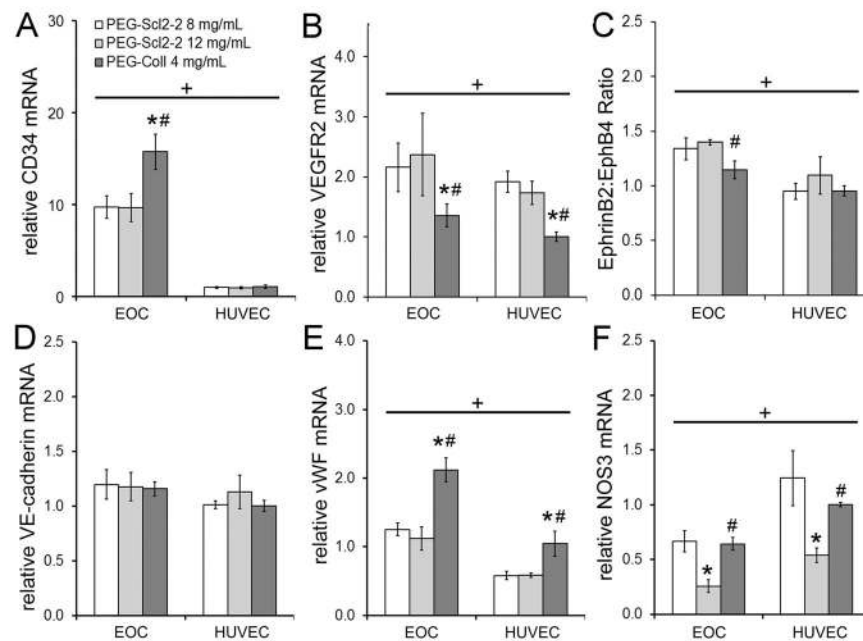 A
PEG-Scl2-2 8 mg/mL
PEG-Scl2-2 12 mg/mL
PEG-Coll 4 mg/mL
relative CD34 mRNA
30
20
10
0
+
*#
EOC HUVEC
B
relative VEGFR2 mRNA
4.0
3.0
2.0
1.0
0.0
+
*#
*#
EOC HUVEC
C
EphrinB2:EphB4 Ratio
2.5
2.0
1.5
1.0
0.5
0.0
+
#
EOC HUVEC
D
relative VE-cadherin mRNA
2.5
2.0
1.5
1.0
0.5
0.0
EOC HUVEC
E
relative vWF mRNA
4.0
3.0
2.0
1.0
0.0
+
*#
*#
EOC HUVEC
F
relative NOS3 mRNA
2.5
2.0
1.5
1.0
0.5
0.0
+
*
#
*
#
EOC HUVEC